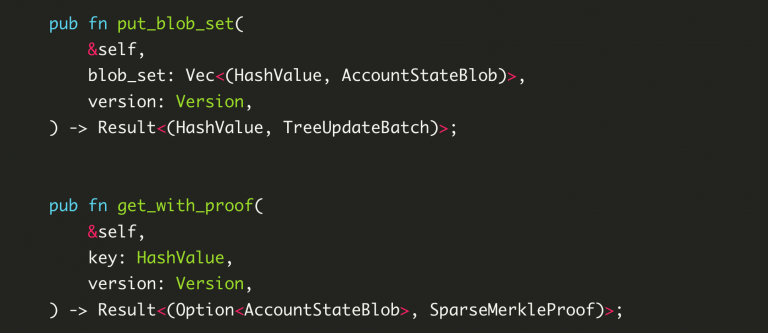 pub fn put_blob_set(
&self,
blob_set: Vec<(HashValue, AccountStateBlob)>,
version: Version,
) -> Result<(HashValue, TreeUpdateBatch)>;
pub fn get_with_proof(
&self,
key: HashValue,
version: Version,
) -> Result<(Option<AccountStateBlob>, SparseMerkleProof)>;